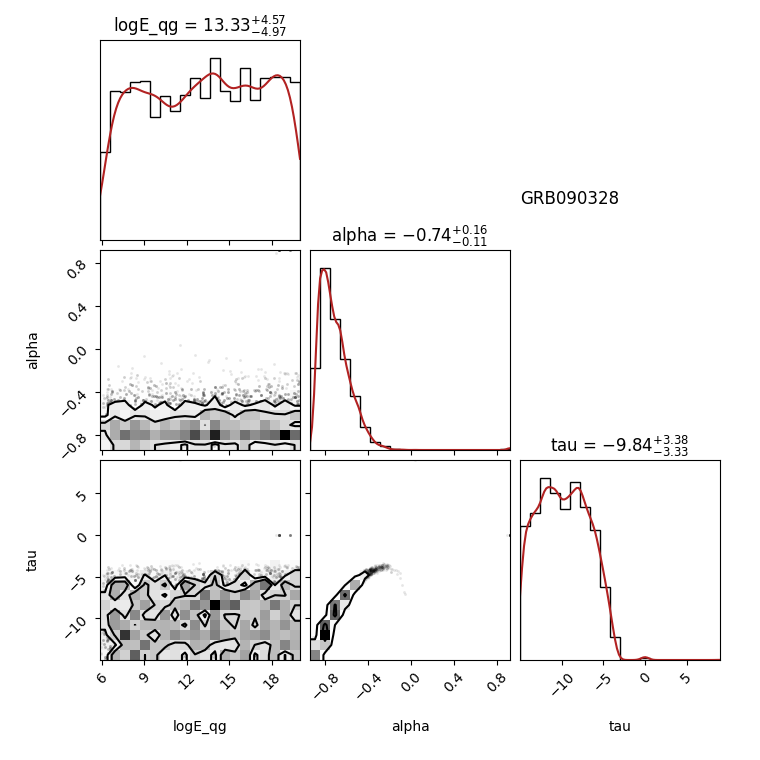 logE_qg = 13.33^{+4.57}_{−4.97}
GRB090328
alpha = −0.74^{+0.16}_{−0.11}
0.8
0.4
0.0
−0.4
−0.8
alpha
tau = −9.84^{+3.38}_{−3.33}
5
0
−5
−10
tau
6 9 12 15 18
−0.8 −0.4 0.0 0.4 0.8
−10 −5 0 5
logE_qg alpha tau